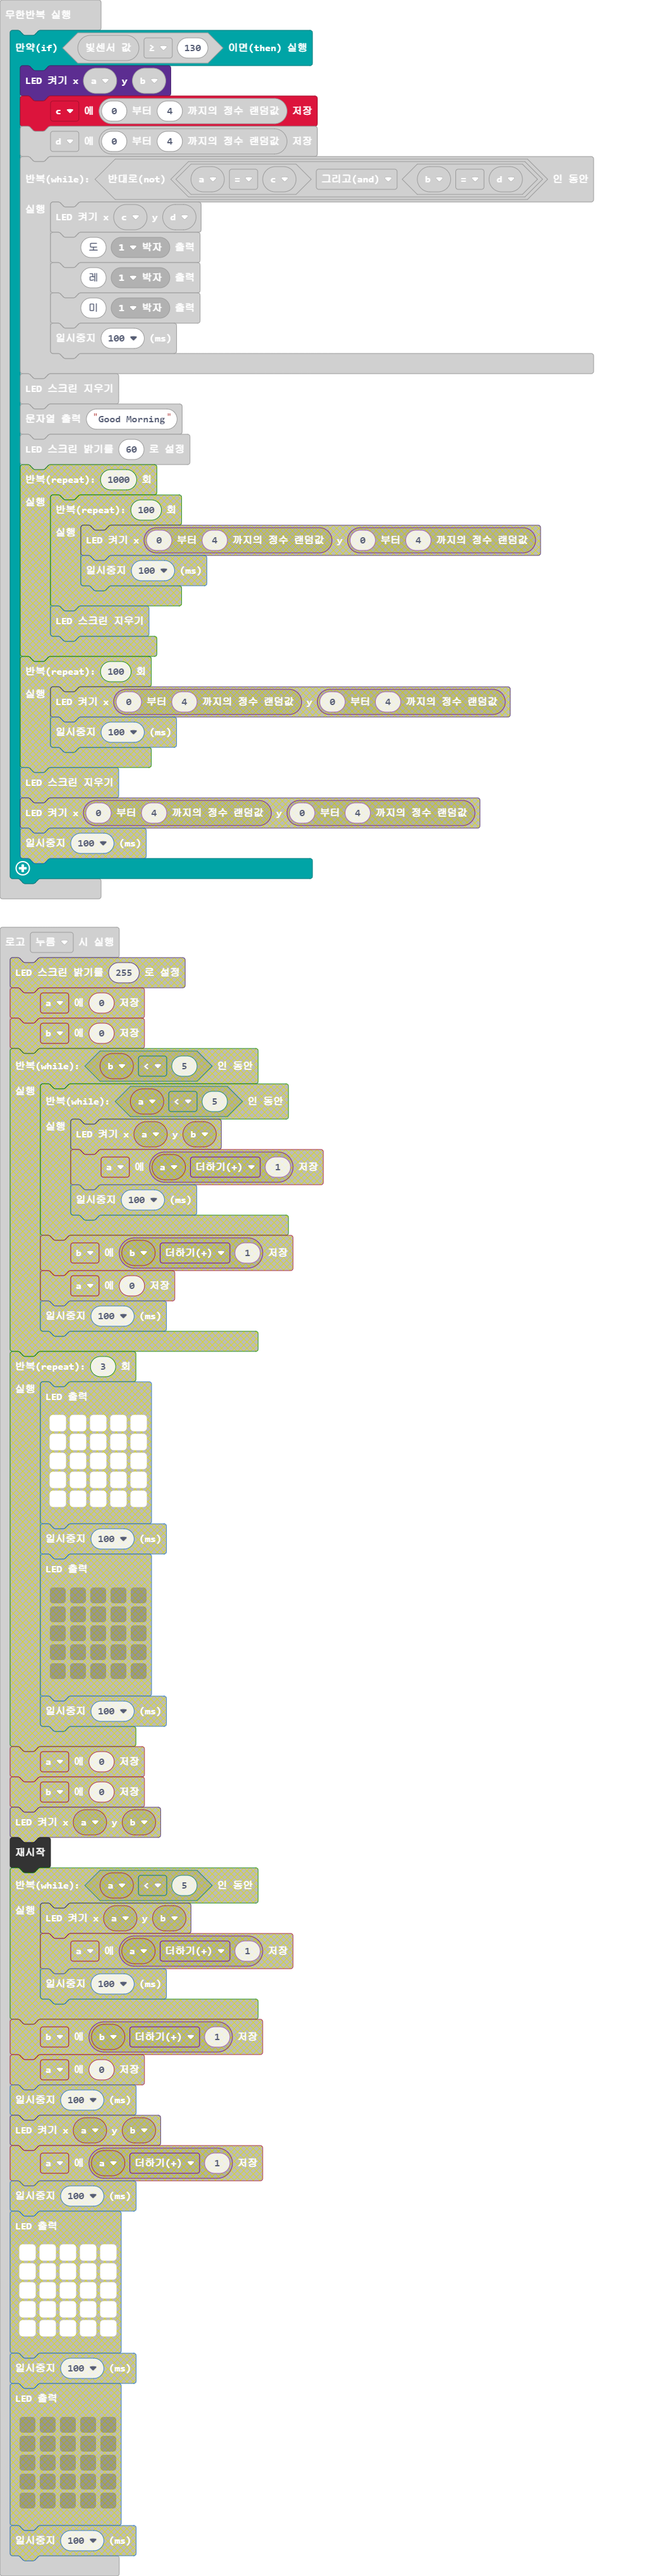 무한반복 실행
만약(if) 빛센서 값 ≥ 130 이면(then) 실행
LED 켜기 x a y b
c 에 0 부터 4 까지의 정수 랜덤값 저장
d 에 0 부터 4 까지의 정수 랜덤값 저장
반복(while): 반대로(not) a = c 그리고(and) b = d 인 동안
실행 LED 켜기 x c y d
도 1 박자 출력
레 1 박자 출력
미 1 박자 출력
일시중지 100 (ms)
LED 스크린 지우기
문자열 출력 "Good Morning"
LED 스크린 밝기를 60 로 설정
반복(repeat): 1000 회
실행 반복(repeat): 100 회
실행 LED 켜기 x 0 부터 4 까지의 정수 랜덤값 y 0 부터 4 까지의 정수 랜덤값
일시중지 100 (ms)
LED 스크린 지우기
반복(repeat): 100 회
실행 LED 켜기 x 0 부터 4 까지의 정수 랜덤값 y 0 부터 4 까지의 정수 랜덤값
일시중지 100 (ms)
LED 스크린 지우기
LED 켜기 x 0 부터 4 까지의 정수 랜덤값 y 0 부터 4 까지의 정수 랜덤값
일시중지 100 (ms)
로고 누름 시 실행
LED 스크린 밝기를 255 로 설정
a 에 0 저장
b 에 0 저장
반복(while): b < 5 인 동안
실행 반복(while): a < 5 인 동안
실행 LED 켜기 x a y b
a 에 a 더하기(+) 1 저장
일시중지 100 (ms)
b 에 b 더하기(+) 1 저장
a 에 0 저장
일시중지 100 (ms)
반복(repeat): 3 회
실행 LED 출력
일시중지 100 (ms)
LED 출력
일시중지 100 (ms)
a 에 0 저장
b 에 0 저장
LED 켜기 x a y b
재시작
반복(while): a < 5 인 동안
실행 LED 켜기 x a y b
a 에 a 더하기(+) 1 저장
일시중지 100 (ms)
b 에 b 더하기(+) 1 저장
a 에 0 저장
일시중지 100 (ms)
LED 켜기 x a y b
a 에 a 더하기(+) 1 저장
일시중지 100 (ms)
LED 출력
일시중지 100 (ms)
LED 출력
일시중지 100 (ms)